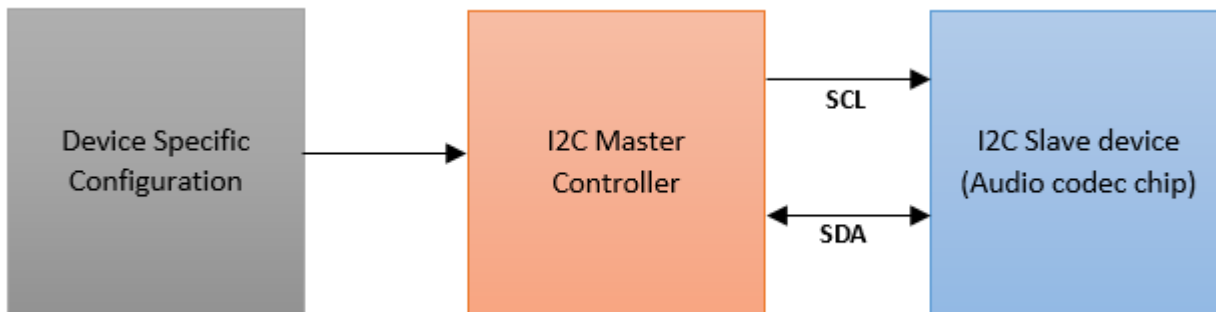 Device Specific
Configuration
I2C Master
Controller
SCL
SDA
I2C Slave device
(Audio codec chip)